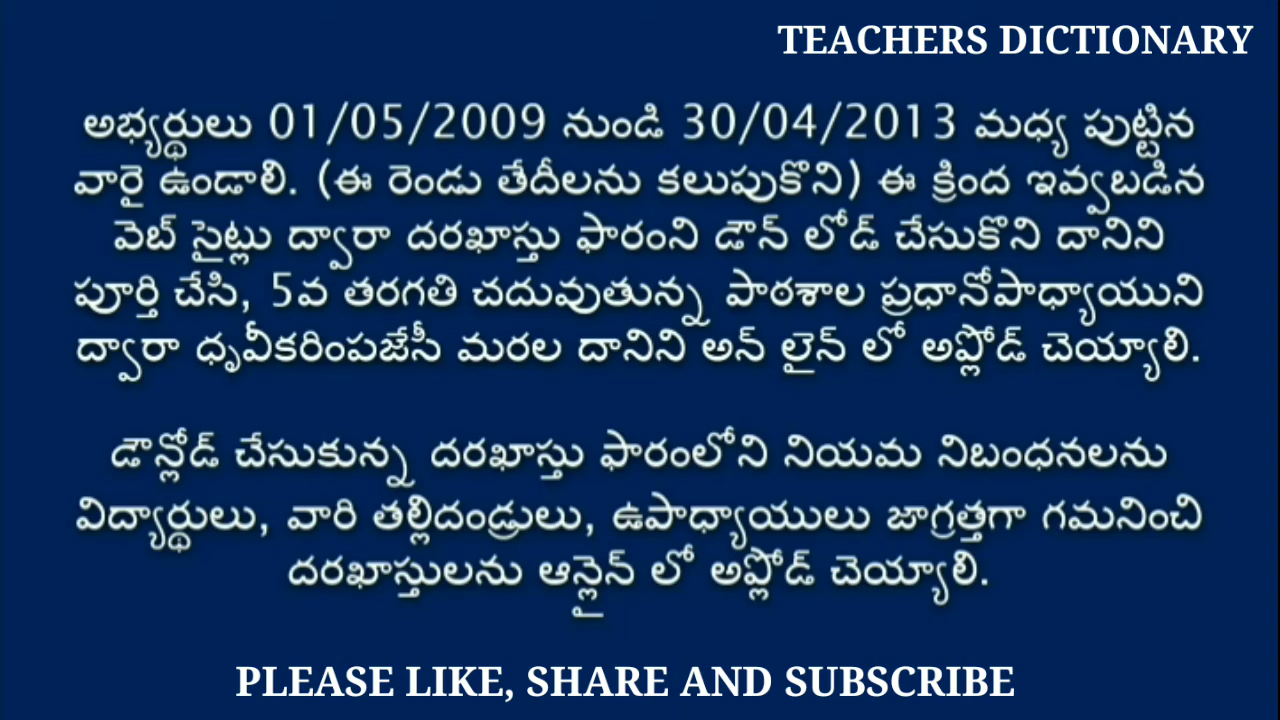 TEACHERS DICTIONARY
అభ్యర్థులు 01/05/2009 నుండి 30/04/2013 మధ్య పుట్టిన
వారై ఉండాలి. (ఈ రెండు తేదీలను కలుపుకొని) ఈ క్రింద ఇవ్వబడిన
వెబ్ సైట్లు ద్వారా దరఖాస్తు ఫారంని డౌన్ లోడ్ చేసుకొని దానిని
పూర్తి చేసి, 5వ తరగతి చదువుతున్న పాఠశాల ప్రధానోపాధ్యాయుని
ద్వారా ధృవీకరింపజేసీ మరల దానిని అన్ లైన్ లో అప్లోడ్ చెయ్యాలి.
డౌన్లోడ్ చేసుకున్న దరఖాస్తు ఫారంలోని నియమ నిబంధనలను
విద్యార్థులు, వారి తల్లిదండ్రులు, ఉపాధ్యాయులు జాగ్రత్తగా గమనించి
దరఖాస్తులను ఆన్లైన్ లో అప్లోడ్ చెయ్యాలి.
PLEASE LIKE, SHARE AND SUBSCRIBE